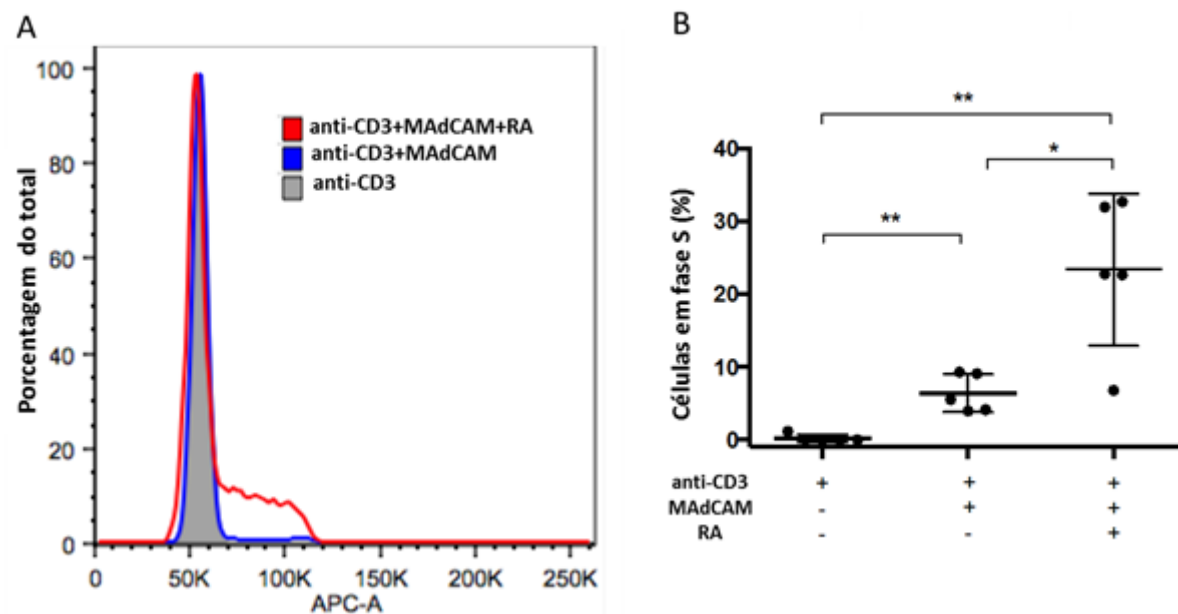 A
Porcentagem do total
100
80
60
40
20
0
anti-CD3+MAdCAM+RA
anti-CD3+MAdCAM
anti-CD3
0 50K 100K 150K 200K 250K
APC-A
B
Células em fase S (%)
**
*
**
40
30
20
10
0
anti-CD3 + + +
MAdCAM - + +
RA - - +